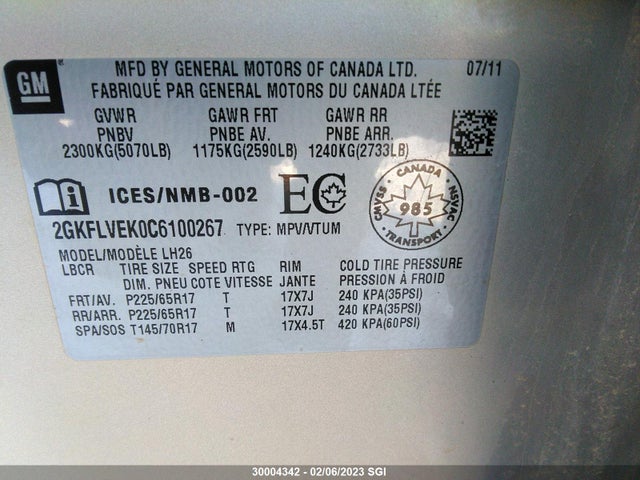 GM
MFD BY GENERAL MOTORS OF CANADA LTD. 07/11
FABRIQUÉ PAR GENERAL MOTORS DU CANADA LTÉE
GVWR GAWR FRT GAWR RR
PNBV PNBE AV. PNBE ARR.
2300KG(5070LB) 1175KG(2590LB) 1240KG(2733LB)
i ICES/NMB-002 EC
CANADA
CMVSS 985 NSVAC
TRANSPORT
2GKFLVEK0C6100267 TYPE: MPV/VTUM
MODEL/MODÈLE LH26
LBCR TIRE SIZE SPEED RTG RIM COLD TIRE PRESSURE
DIM. PNEU COTE VITESSE JANTE PRESSION À FROID
FRT/AV. P225/65R17 T 17X7J 240 KPA(35PSI)
RR/ARR. P225/65R17 T 17X7J 240 KPA(35PSI)
SPA/SOS T145/70R17 M 17X4.5T 420 KPA(60PSI)
30004342 — 02/06/2023 SGI